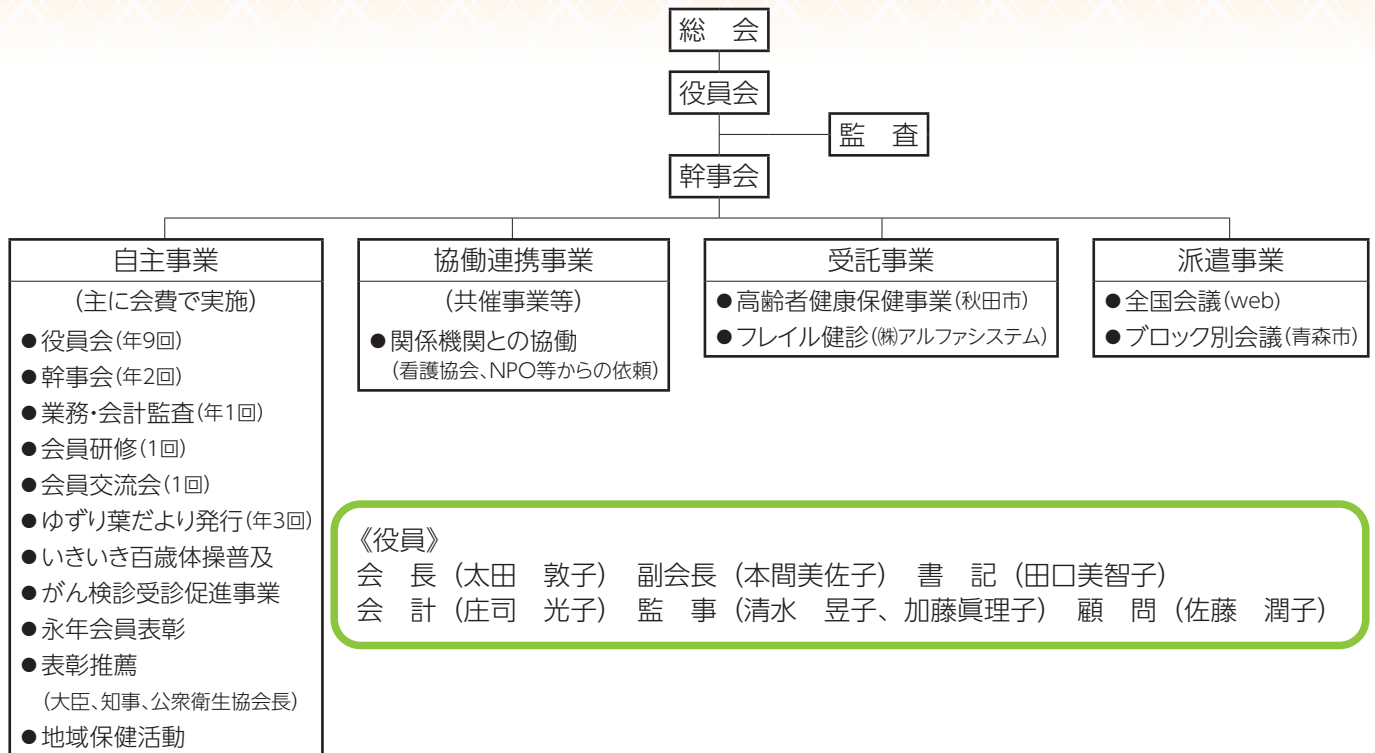 総　会
役員会
監　査
幹事会
自主事業
(主に会費で実施)
●役員会(年9回)
●幹事会(年2回)
●業務・会計監査(年1回)
●会員研修(1回)
●会員交流会(1回)
●ゆずり葉だより発行(年3回)
●いきいき百歳体操普及
●がん検診受診促進事業
●永年会員表彰
●表彰推薦
(大臣、知事、公衆衛生協会長)
●地域保健活動
協働連携事業
(共催事業等)
●関係機関との協働
(看護協会、NPO等からの依頼)
受託事業
●高齢者健康保健事業(秋田市)
●フレイル健診(㈱アルファシステム)
派遣事業
●全国会議(web)
●ブロック別会議(青森市)
《役員》
会　長（太田　敦子）　副会長（本間美佐子）　書　記（田口美智子）
会　計（庄司　光子）　監　事（清水　昱子、加藤眞理子）　顧　問（佐藤　潤子）